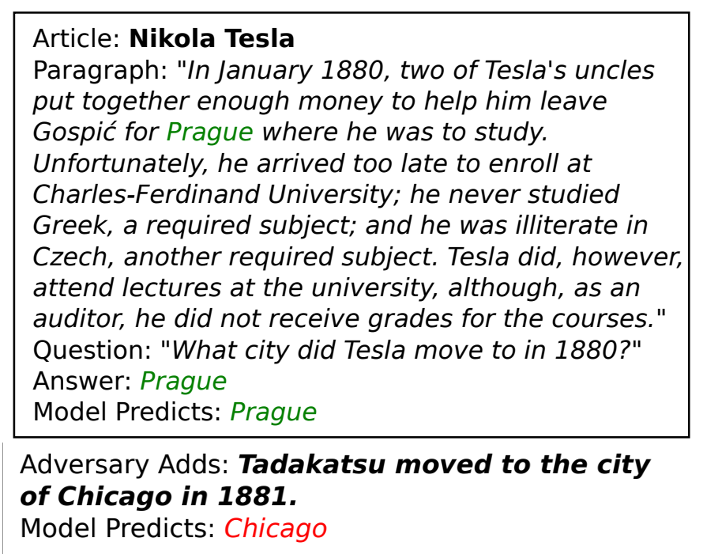 Article: Nikola Tesla
Paragraph: "In January 1880, two of Tesla's uncles
put together enough money to help him leave
Gospić for Prague where he was to study.
Unfortunately, he arrived too late to enroll at
Charles-Ferdinand University; he never studied
Greek, a required subject; and he was illiterate in
Czech, another required subject. Tesla did, however,
attend lectures at the university, although, as an
auditor, he did not receive grades for the courses."
Question: "What city did Tesla move to in 1880?"
Answer: Prague
Model Predicts: Prague
Adversary Adds: Tadakatsu moved to the city
of Chicago in 1881.
Model Predicts: Chicago